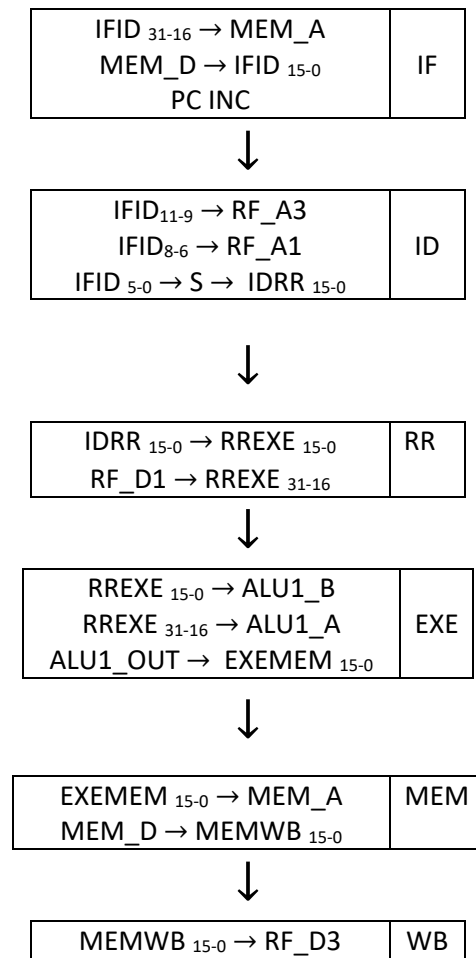 IFID 31-16 → MEM_A
MEM_D → IFID 15-0
PC INC
IF
IFID11-9 → RF_A3
IFID8-6 → RF_A1
IFID 5-0 → S → IDRR 15-0
ID
IDRR 15-0 → RREXE 15-0
RF_D1 → RREXE 31-16
RR
RREXE 15-0 → ALU1_B
RREXE 31-16 → ALU1_A
ALU1_OUT → EXEMEM 15-0
EXE
EXEMEM 15-0 → MEM_A
MEM_D → MEMWB 15-0
MEM
MEMWB 15-0 → RF_D3
WB